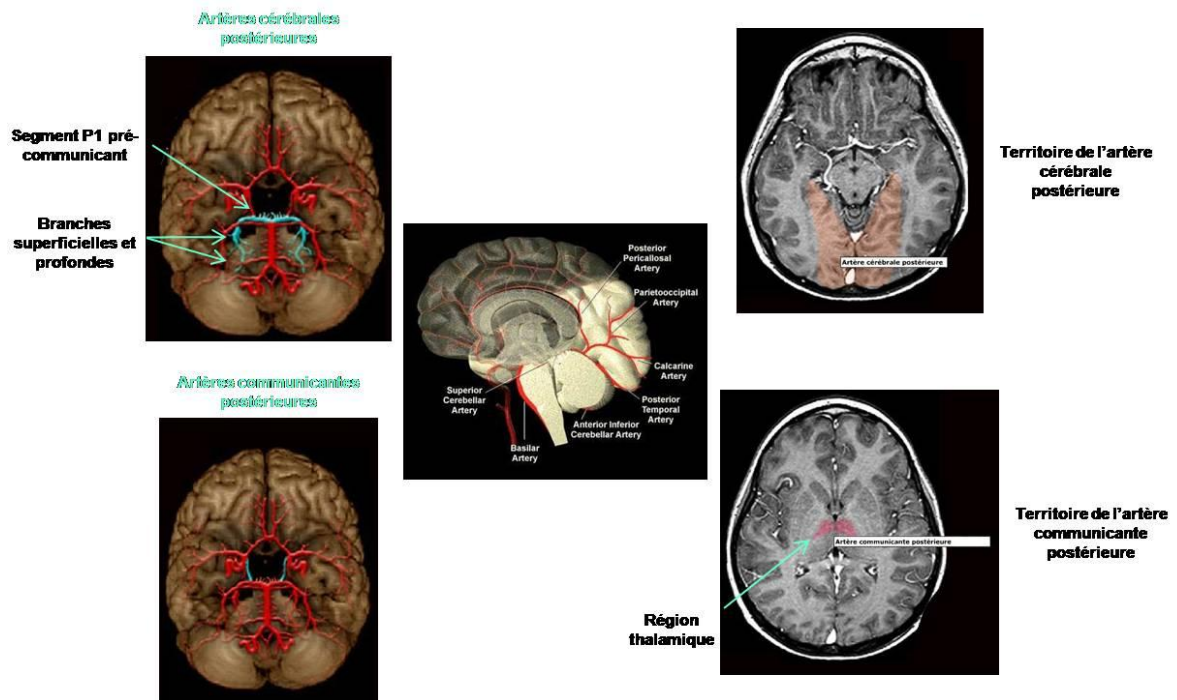 Artères cérébrales
postérieures
Segment P1 pré-
communicant
Branches
superficielles et
profondes
Territoire de l'artère
cérébrale
postérieure
Artère cérébrale postérieure
Posterior
Pericallosal
Artery
Parietooccipital
Artery
Calcarine
Artery
Posterior
Temporal
Artery
Superior
Cerebellar
Artery
Anterior Inferior
Cerebellar Artery
Basilar
Artery
Artères communicantes
postérieures
Territoire de l'artère
communicante
postérieure
Artère communicante postérieure
Région
thalamique